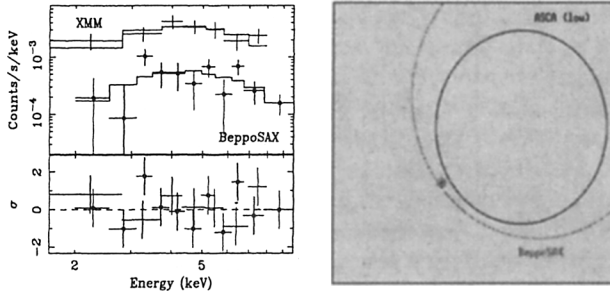 XMM
10⁻³
Counts/s/keV
10⁻⁴
BeppoSAX
2
σ
0
-2
2
5
Energy (keV)
ASCA (low)
BeppoSAX